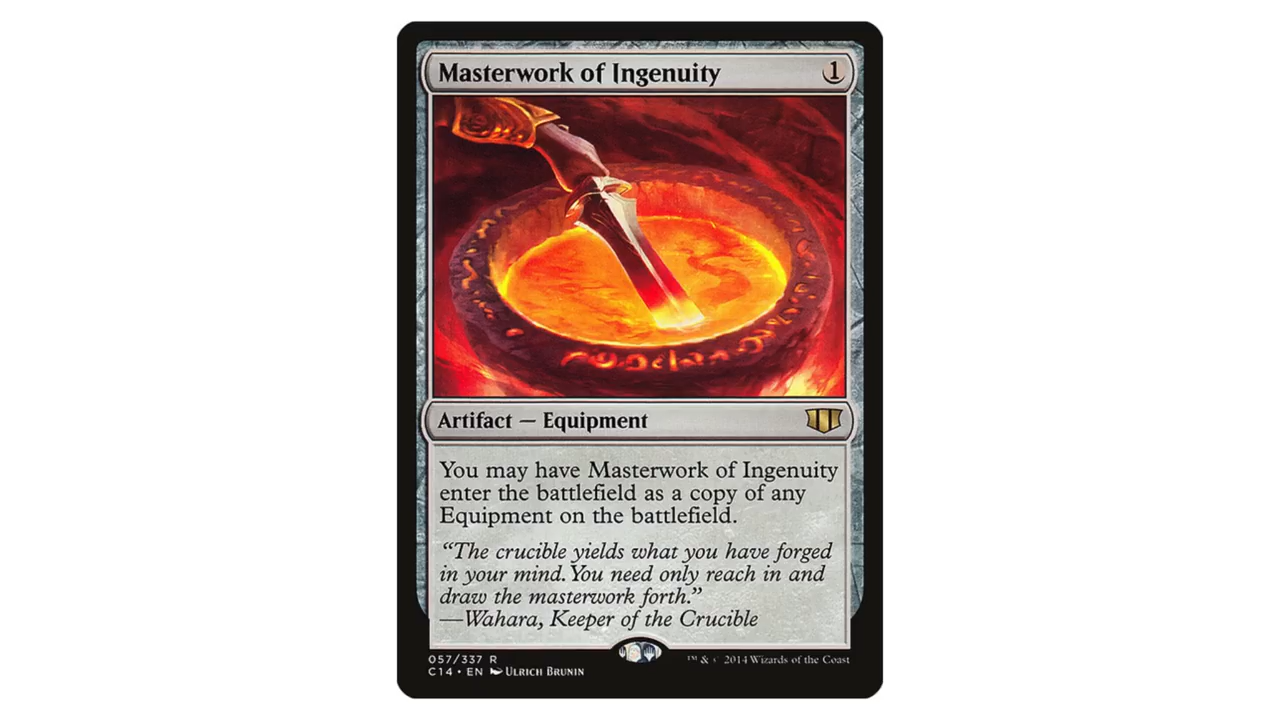 Masterwork of Ingenuity 1
Artifact — Equipment
You may have Masterwork of Ingenuity
enter the battlefield as a copy of any
Equipment on the battlefield.
“The crucible yields what you have forged
in your mind. You need only reach in and
draw the masterwork forth.”
—Wahara, Keeper of the Crucible
057/337 R
C14 • EN Ulrich Brunin
™ & © 2014 Wizards of the Coast